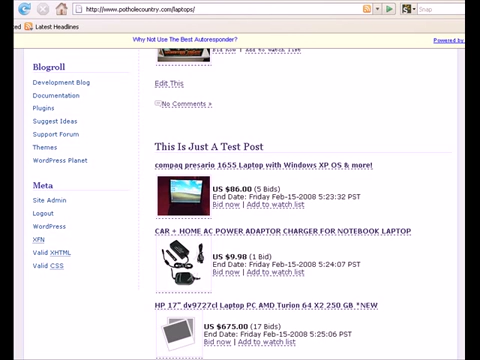 http://www.potholecountry.com/laptops/
Snap
Latest Headlines
Why Not Use The Best Autoresponder?
Powered by
Blogroll
Development Blog
Documentation
Plugins
Suggest Ideas
Support Forum
Themes
WordPress Planet
Meta
Site Admin
Logout
WordPress
XFN
Valid XHTML
Valid CSS
Edit This
No Comments »
This Is Just A Test Post
compaq presario 1655 Laptop with Windows XP OS & more!
US $86.00 (5 Bids)
End Date: Friday Feb-15-2008 5:23:32 PST
Bid now | Add to watch list
CAR + HOME AC POWER ADAPTOR CHARGER FOR NOTEBOOK LAPTOP
US $9.98 (1 Bid)
End Date: Friday Feb-15-2008 5:24:07 PST
Bid now | Add to watch list
HP 17" dv9727cl Laptop PC AMD Turion 64 X2 250 GB *NEW
US $675.00 (17 Bids)
End Date: Friday Feb-15-2008 5:25:06 PST
Bid now | Add to watch list